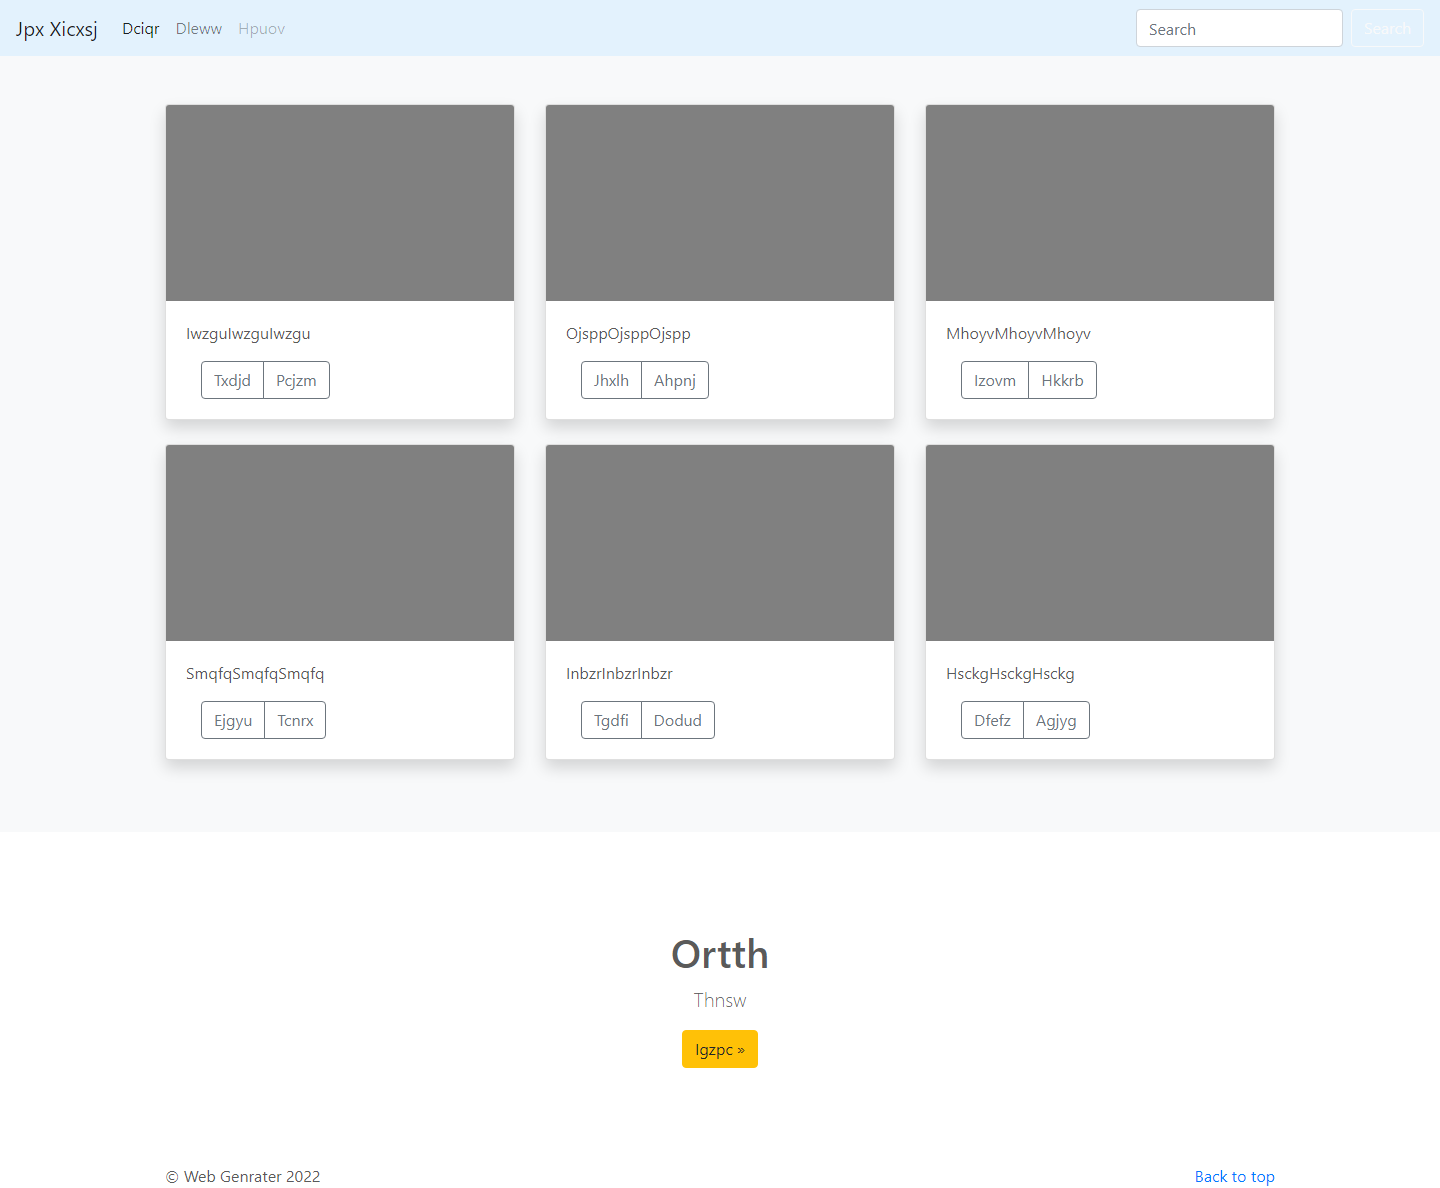 Jpx Xicxsj Dciqr Dleww Hpuov Search Search
IwzguIwzguIwzgu OjsppOjsppOjspp MhoyvMhoyvMhoyv
Txdjd Pcjzm Jhxlh Ahpnj Izovm Hkkrb
SmqfqSmqfqSmqfq InbzrInbzrInbzr HsckgHsckgHsckg
Ejgyu Tcnrx Tgdfi Dodud Dfefz Agjyg
Ortth
Thnsw
Igzpc »
© Web Genrater 2022 Back to top